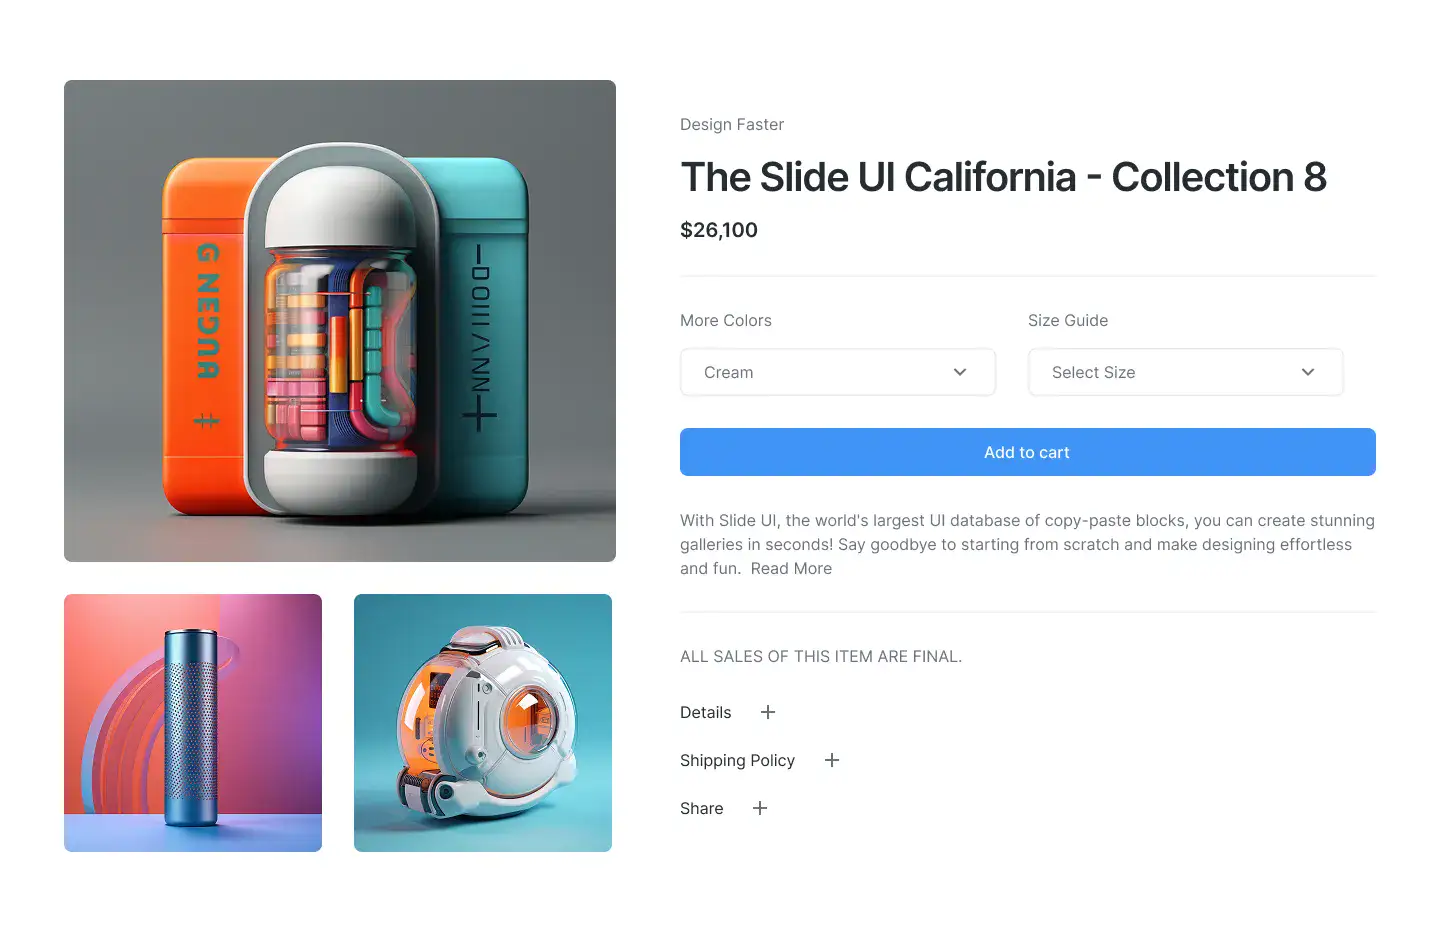 G NEGNA
Design Faster
The Slide UI California - Collection 8
$26,100
More Colors
Size Guide
Cream
Select Size
Add to cart
With Slide UI, the world's largest UI database of copy-paste blocks, you can create stunning
galleries in seconds! Say goodbye to starting from scratch and make designing effortless
and fun. Read More
ALL SALES OF THIS ITEM ARE FINAL.
Details
Shipping Policy
Share